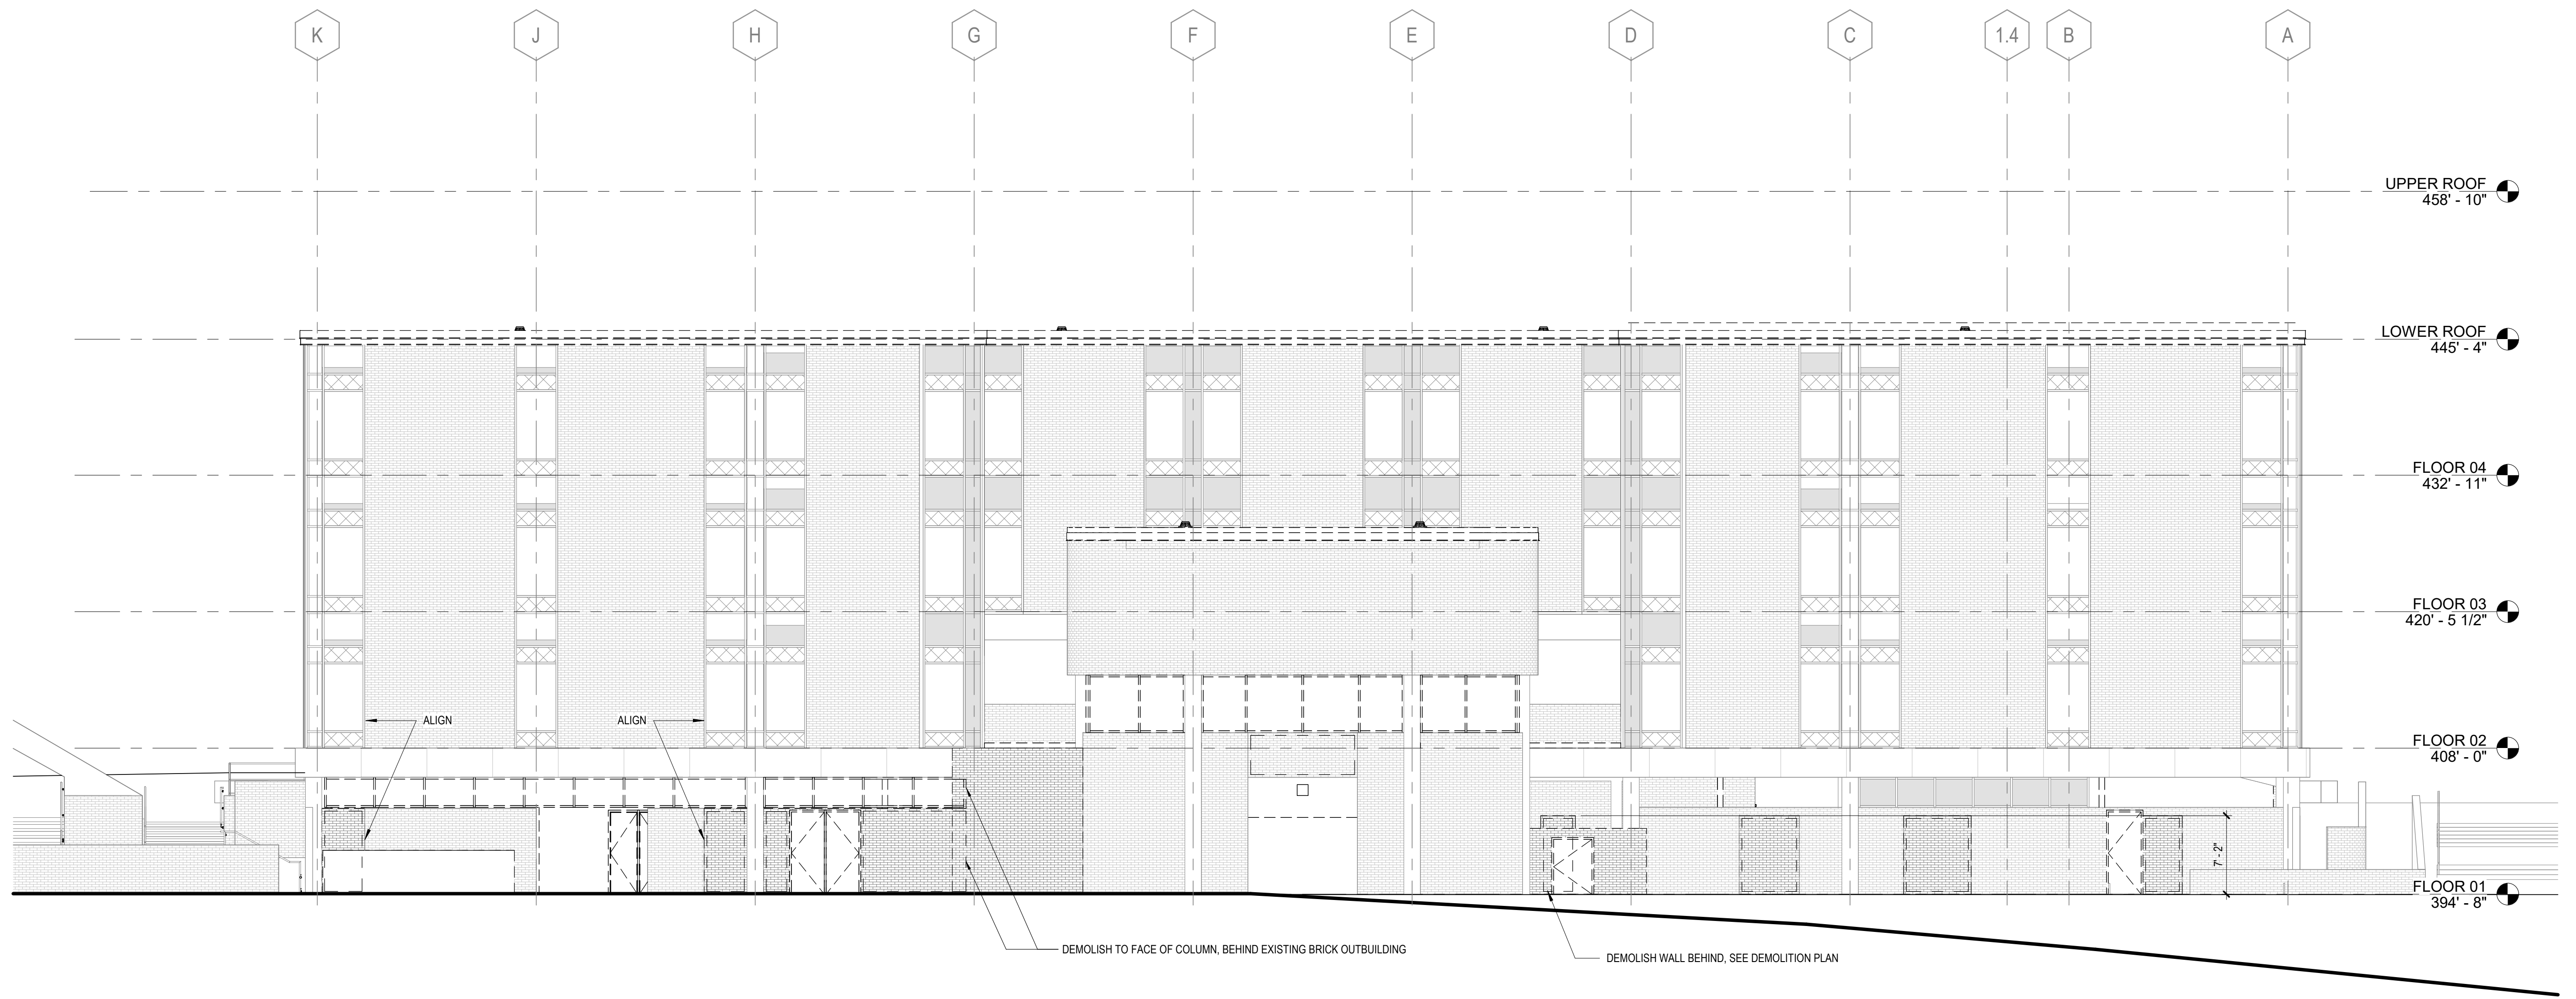 K J H G F E D C 1.4 B A
UPPER ROOF
458' - 10"
LOWER ROOF
445' - 4"
FLOOR 04
432' - 11"
FLOOR 03
420' - 5 1/2"
ALIGN
ALIGN
FLOOR 02
408' - 0"
7' - 2"
FLOOR 01
394' - 8"
DEMOLISH TO FACE OF COLUMN, BEHIND EXISTING BRICK OUTBUILDING
DEMOLISH WALL BEHIND, SEE DEMOLITION PLAN